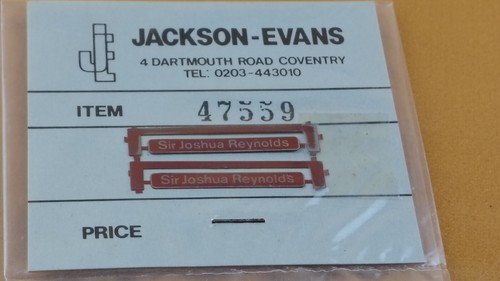 JACKSON-EVANS
4 DARTMOUTH ROAD COVENTRY
TEL: 0203-443010
ITEM 47559
Sir Joshua Reynolds
Sir Joshua Reynolds
PRICE